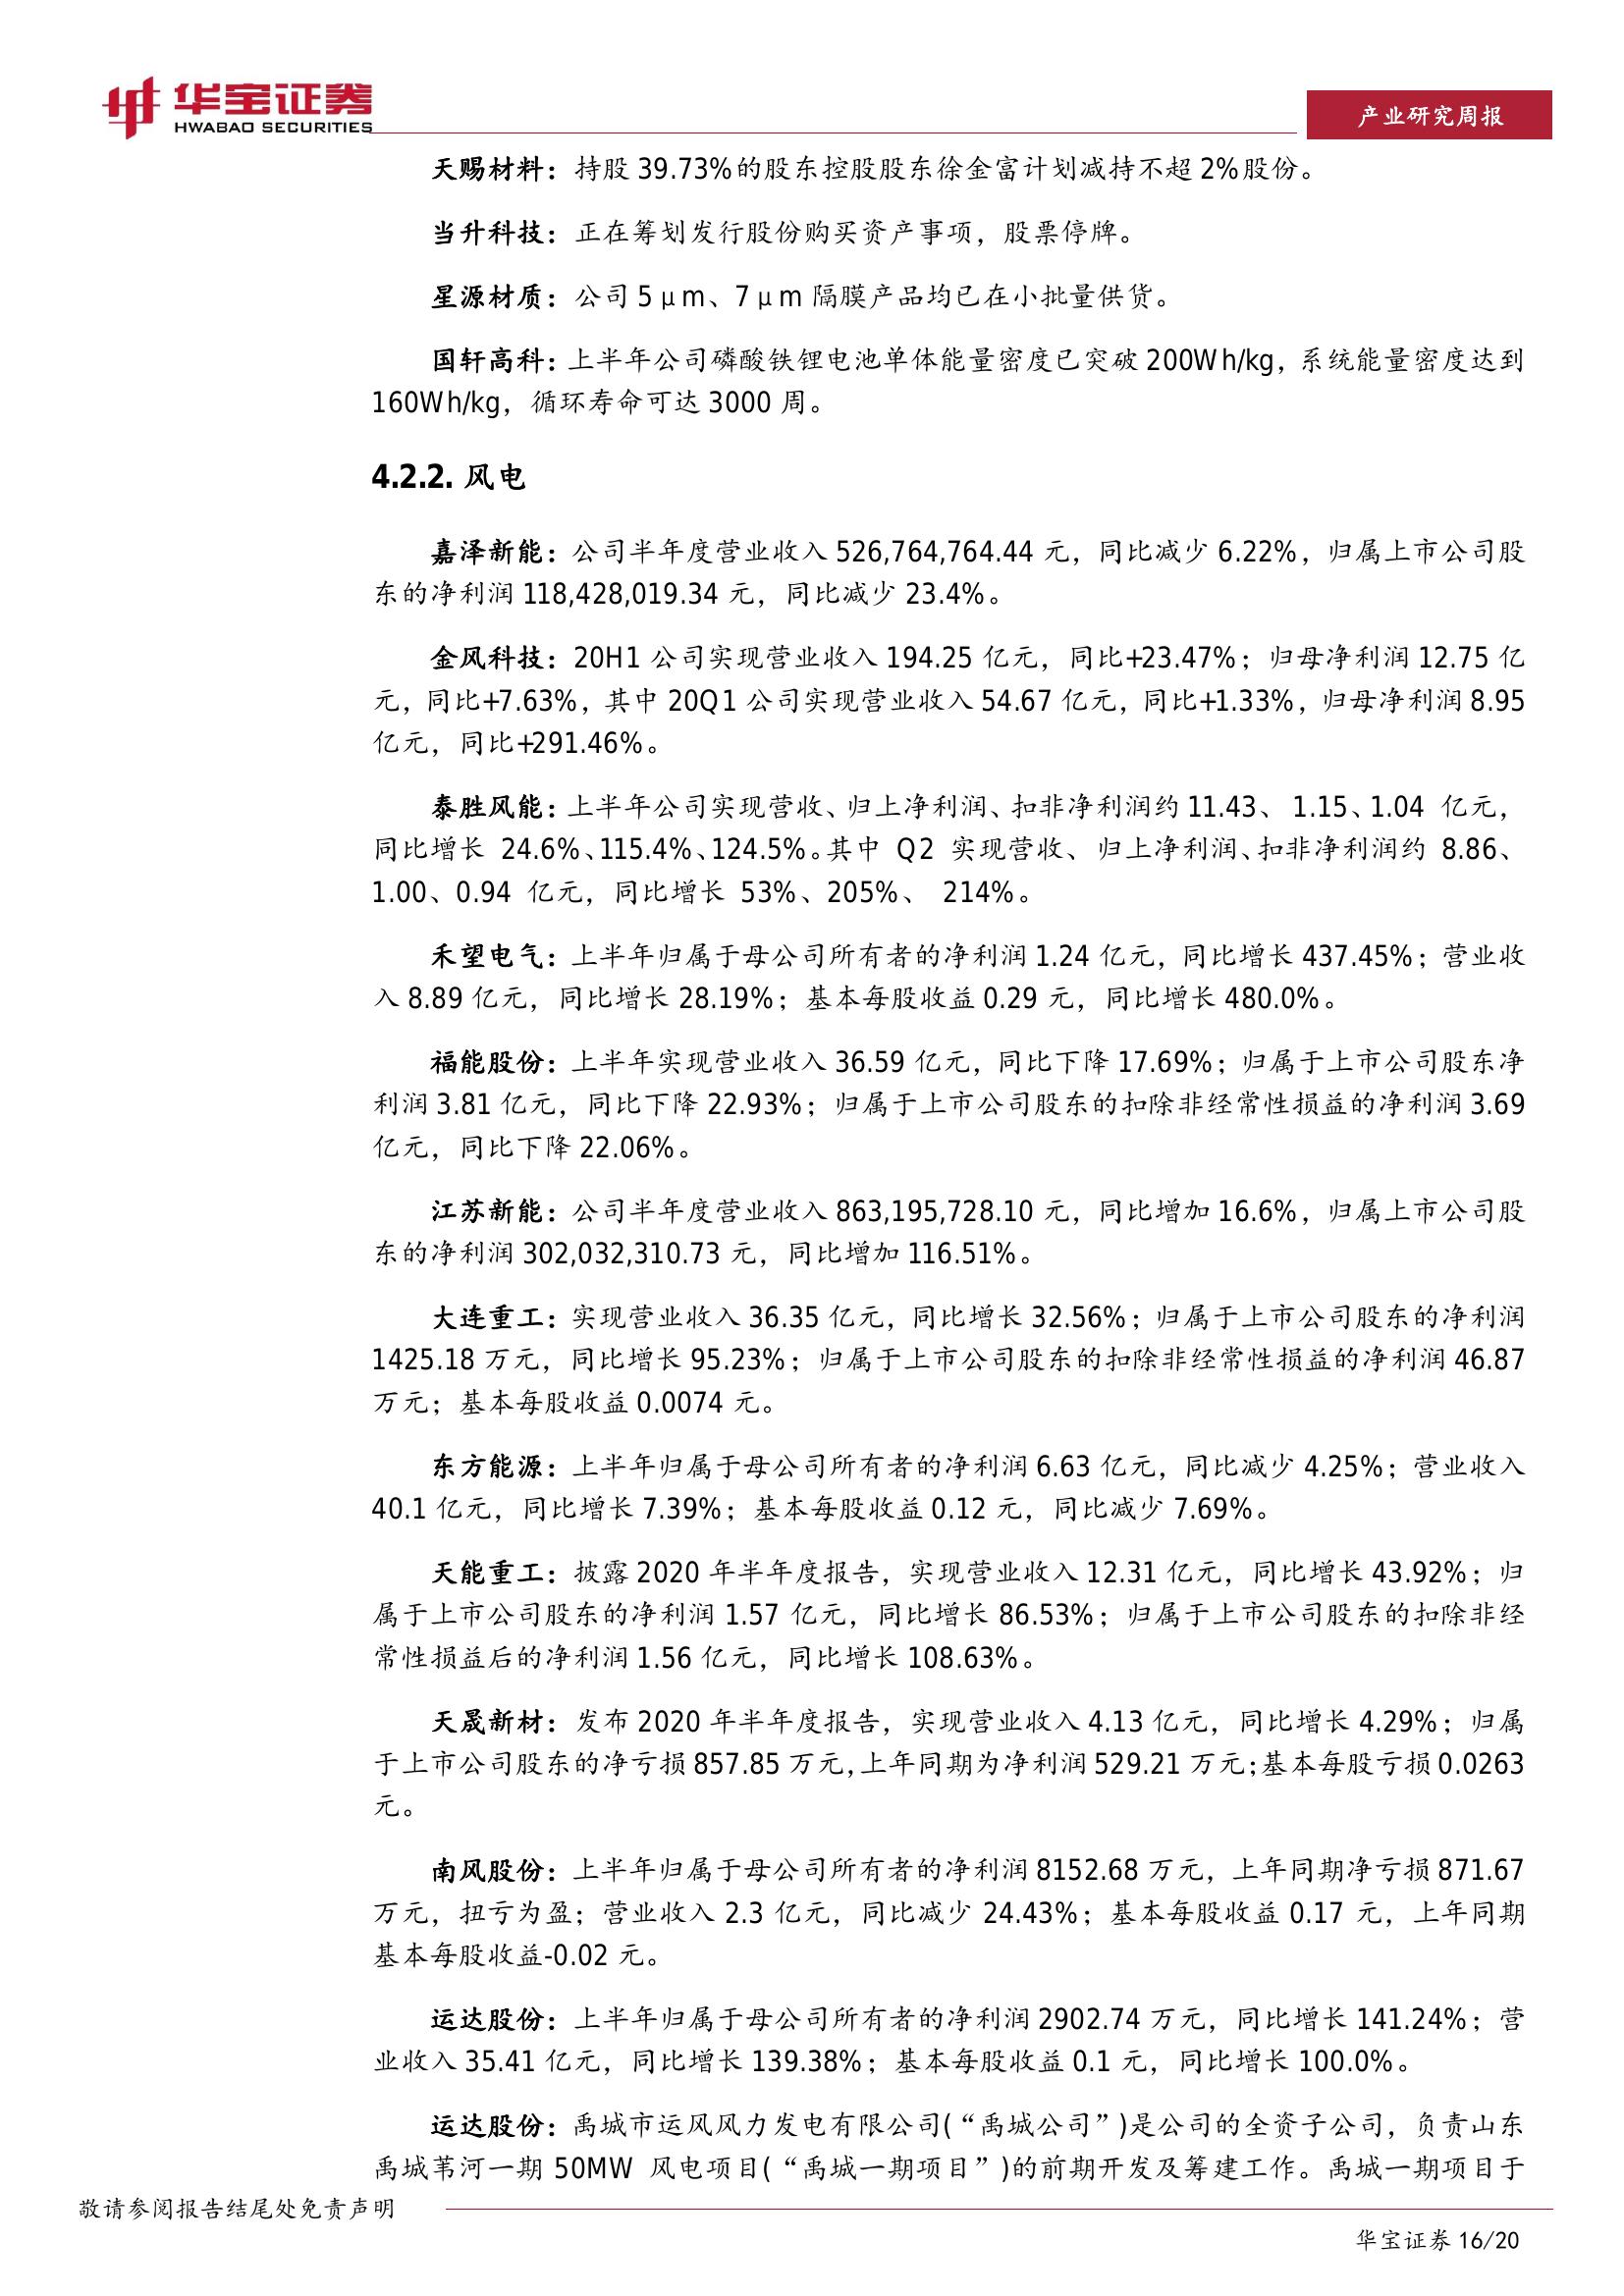 华宝证券
HWABAO SECURITIES
产业研究周报
天赐材料：持股 39.73%的股东控股股东徐金富计划减持不超 2%股份。
当升科技：正在筹划发行股份购买资产事项，股票停牌。
星源材质：公司 5μm、7μm 隔膜产品均已在小批量供货。
国轩高科：上半年公司磷酸铁锂电池单体能量密度已突破 200Wh/kg，系统能量密度达到
160Wh/kg，循环寿命可达 3000 周。
4.2.2. 风电
嘉泽新能：公司半年度营业收入 526,764,764.44 元，同比减少 6.22%，归属上市公司股
东的净利润 118,428,019.34 元，同比减少 23.4%。
金风科技：20H1 公司实现营业收入 194.25 亿元，同比+23.47%；归母净利润 12.75 亿
元，同比+7.63%，其中 20Q1 公司实现营业收入 54.67 亿元，同比+1.33%，归母净利润 8.95
亿元，同比+291.46%。
泰胜风能：上半年公司实现营收、归上净利润、扣非净利润约 11.43、 1.15、1.04 亿元，
同比增长 24.6%、115.4%、124.5%。其中 Q2 实现营收、 归上净利润、扣非净利润约 8.86、
1.00、0.94 亿元，同比增长 53%、205%、 214%。
禾望电气：上半年归属于母公司所有者的净利润 1.24 亿元，同比增长 437.45%；营业收
入 8.89 亿元，同比增长 28.19%；基本每股收益 0.29 元，同比增长 480.0%。
福能股份：上半年实现营业收入 36.59 亿元，同比下降 17.69%；归属于上市公司股东净
利润 3.81 亿元，同比下降 22.93%；归属于上市公司股东的扣除非经常性损益的净利润 3.69
亿元，同比下降 22.06%。
江苏新能：公司半年度营业收入 863,195,728.10 元，同比增加 16.6%，归属上市公司股
东的净利润 302,032,310.73 元，同比增加 116.51%。
大连重工：实现营业收入 36.35 亿元，同比增长 32.56%；归属于上市公司股东的净利润
1425.18 万元，同比增长 95.23%；归属于上市公司股东的扣除非经常性损益的净利润 46.87
万元；基本每股收益 0.0074 元。
东方能源：上半年归属于母公司所有者的净利润 6.63 亿元，同比减少 4.25%；营业收入
40.1 亿元，同比增长 7.39%；基本每股收益 0.12 元，同比减少 7.69%。
天能重工：披露 2020 年半年度报告，实现营业收入 12.31 亿元，同比增长 43.92%；归
属于上市公司股东的净利润 1.57 亿元，同比增长 86.53%；归属于上市公司股东的扣除非经
常性损益后的净利润 1.56 亿元，同比增长 108.63%。
天晟新材：发布 2020 年半年度报告，实现营业收入 4.13 亿元，同比增长 4.29%；归属
于上市公司股东的净亏损 857.85 万元，上年同期为净利润 529.21 万元；基本每股亏损 0.0263
元。
南风股份：上半年归属于母公司所有者的净利润 8152.68 万元，上年同期净亏损 871.67
万元，扭亏为盈；营业收入 2.3 亿元，同比减少 24.43%；基本每股收益 0.17 元，上年同期
基本每股收益-0.02 元。
运达股份：上半年归属于母公司所有者的净利润 2902.74 万元，同比增长 141.24%；营
业收入 35.41 亿元，同比增长 139.38%；基本每股收益 0.1 元，同比增长 100.0%。
运达股份：禹城市运风风力发电有限公司(“禹城公司”)是公司的全资子公司，负责山东
禹城苇河一期 50MW 风电项目(“禹城一期项目”)的前期开发及筹建工作。禹城一期项目于
敬请参阅报告结尾处免责声明
华宝证券 16/20